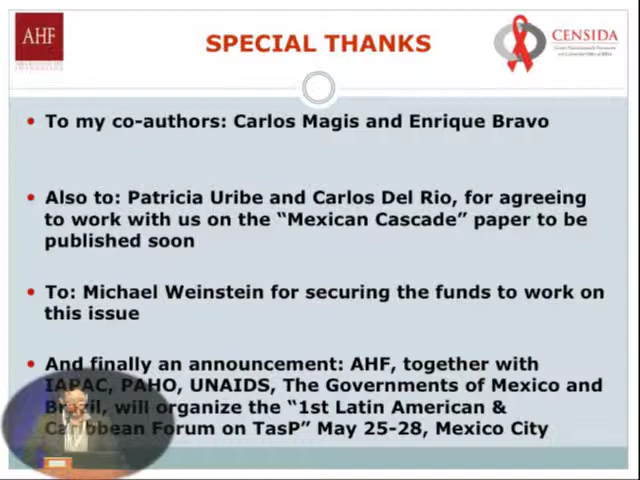 AHF
SPECIAL THANKS
CENSIDA
• To my co-authors: Carlos Magis and Enrique Bravo
• Also to: Patricia Uribe and Carlos Del Rio, for agreeing
to work with us on the “Mexican Cascade” paper to be
published soon
• To: Michael Weinstein for securing the funds to work on
this issue
• And finally an announcement: AHF, together with
IAPAC, PAHO, UNAIDS, The Governments of Mexico and
Brazil, will organize the “1st Latin American &
Caribbean Forum on TasP” May 25-28, Mexico City